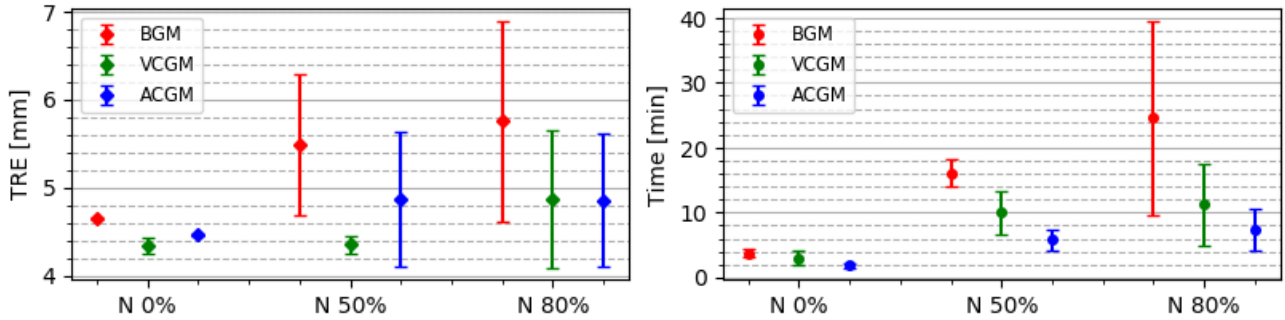 TRE [mm]
7
6
5
4
BGM
VCGM
ACGM
N 0%
N 50%
N 80%
Time [min]
40
30
20
10
0
BGM
VCGM
ACGM
N 0%
N 50%
N 80%